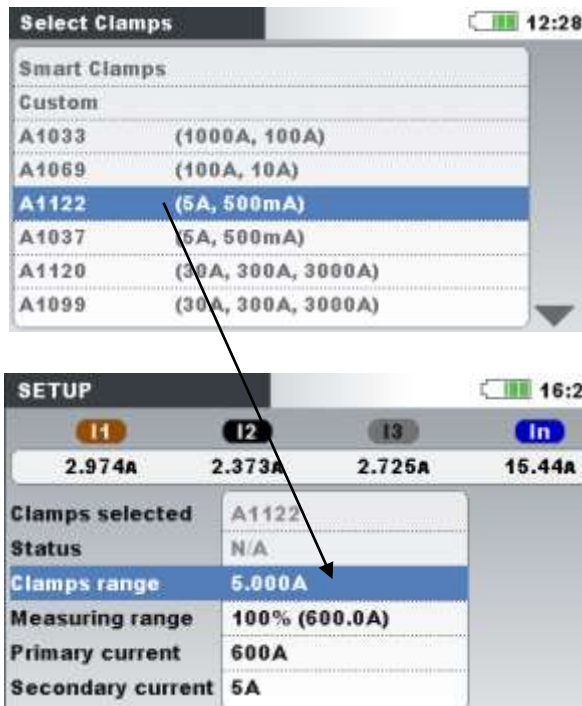 Select Clamps 12:28
Smart Clamps
Custom
A1033 (1000A, 100A)
A1069 (100A, 10A)
A1122 (5A, 500mA)
A1037 (5A, 500mA)
A1120 (30A, 300A, 3000A)
A1099 (30A, 300A, 3000A)
SETUP 16:2
I1 I2 I3 In
2.974A 2.373A 2.725A 15.44A
Clamps selected A1122
Status N/A
Clamps range 5.000A
Measuring range 100% (600.0A)
Primary current 600A
Secondary current 5A